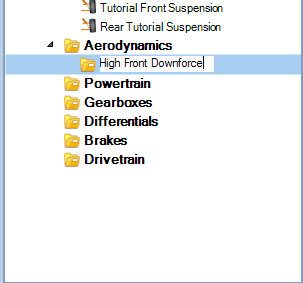 Tutorial Front Suspension
Rear Tutorial Suspension
Aerodynamics
High Front Downforce
Powertrain
Gearboxes
Differentials
Brakes
Drivetrain